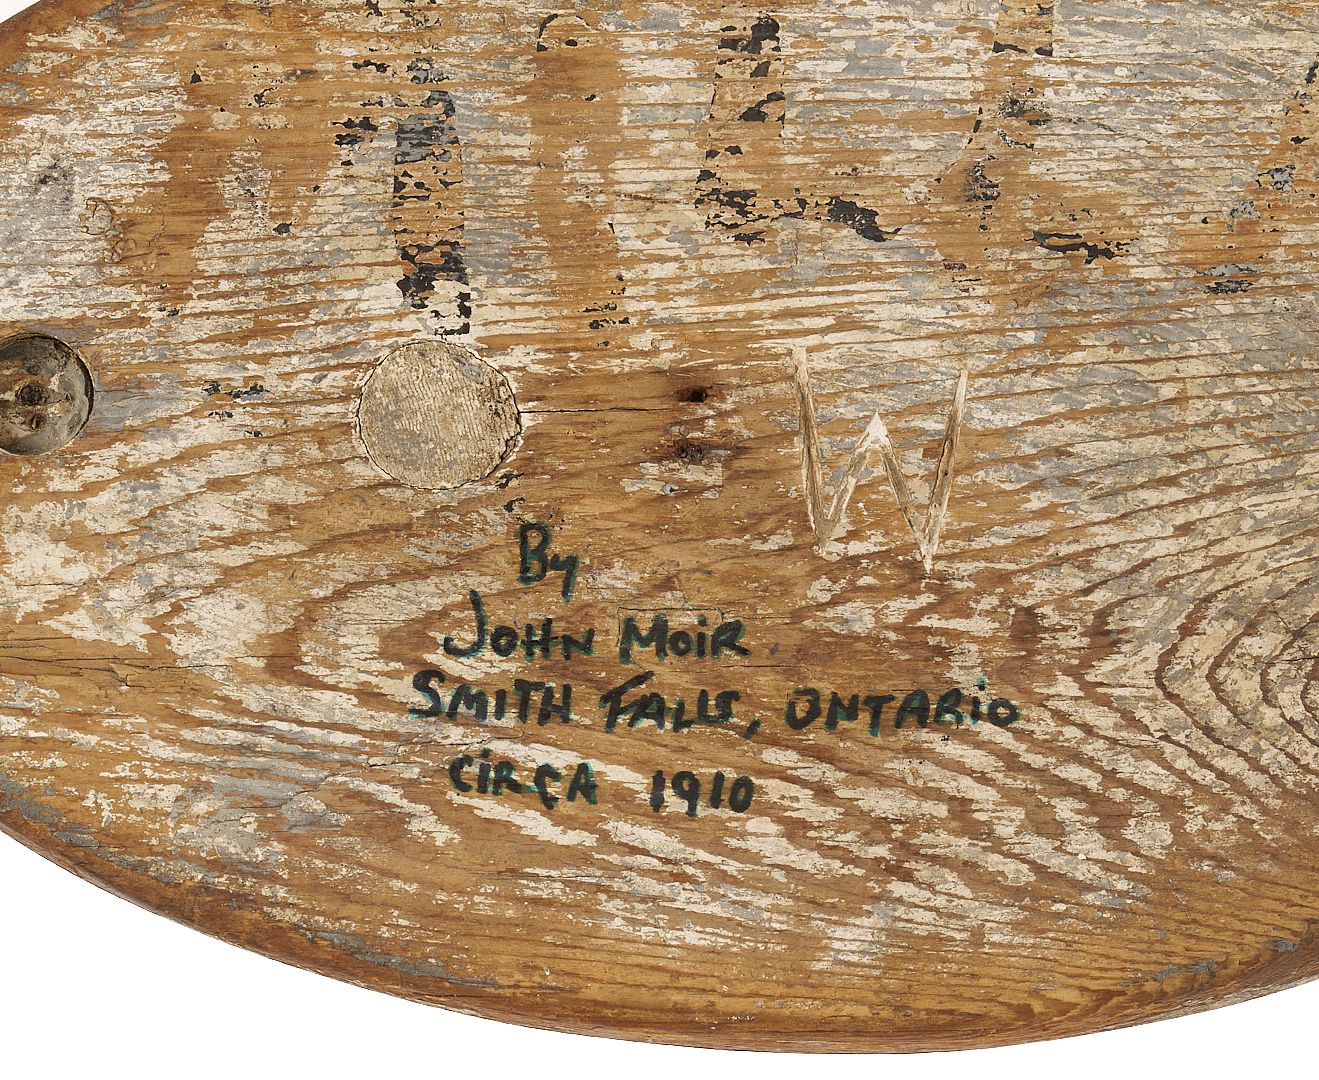 W
By
John Moir
Smith Falls, Ontario
Circa 1910